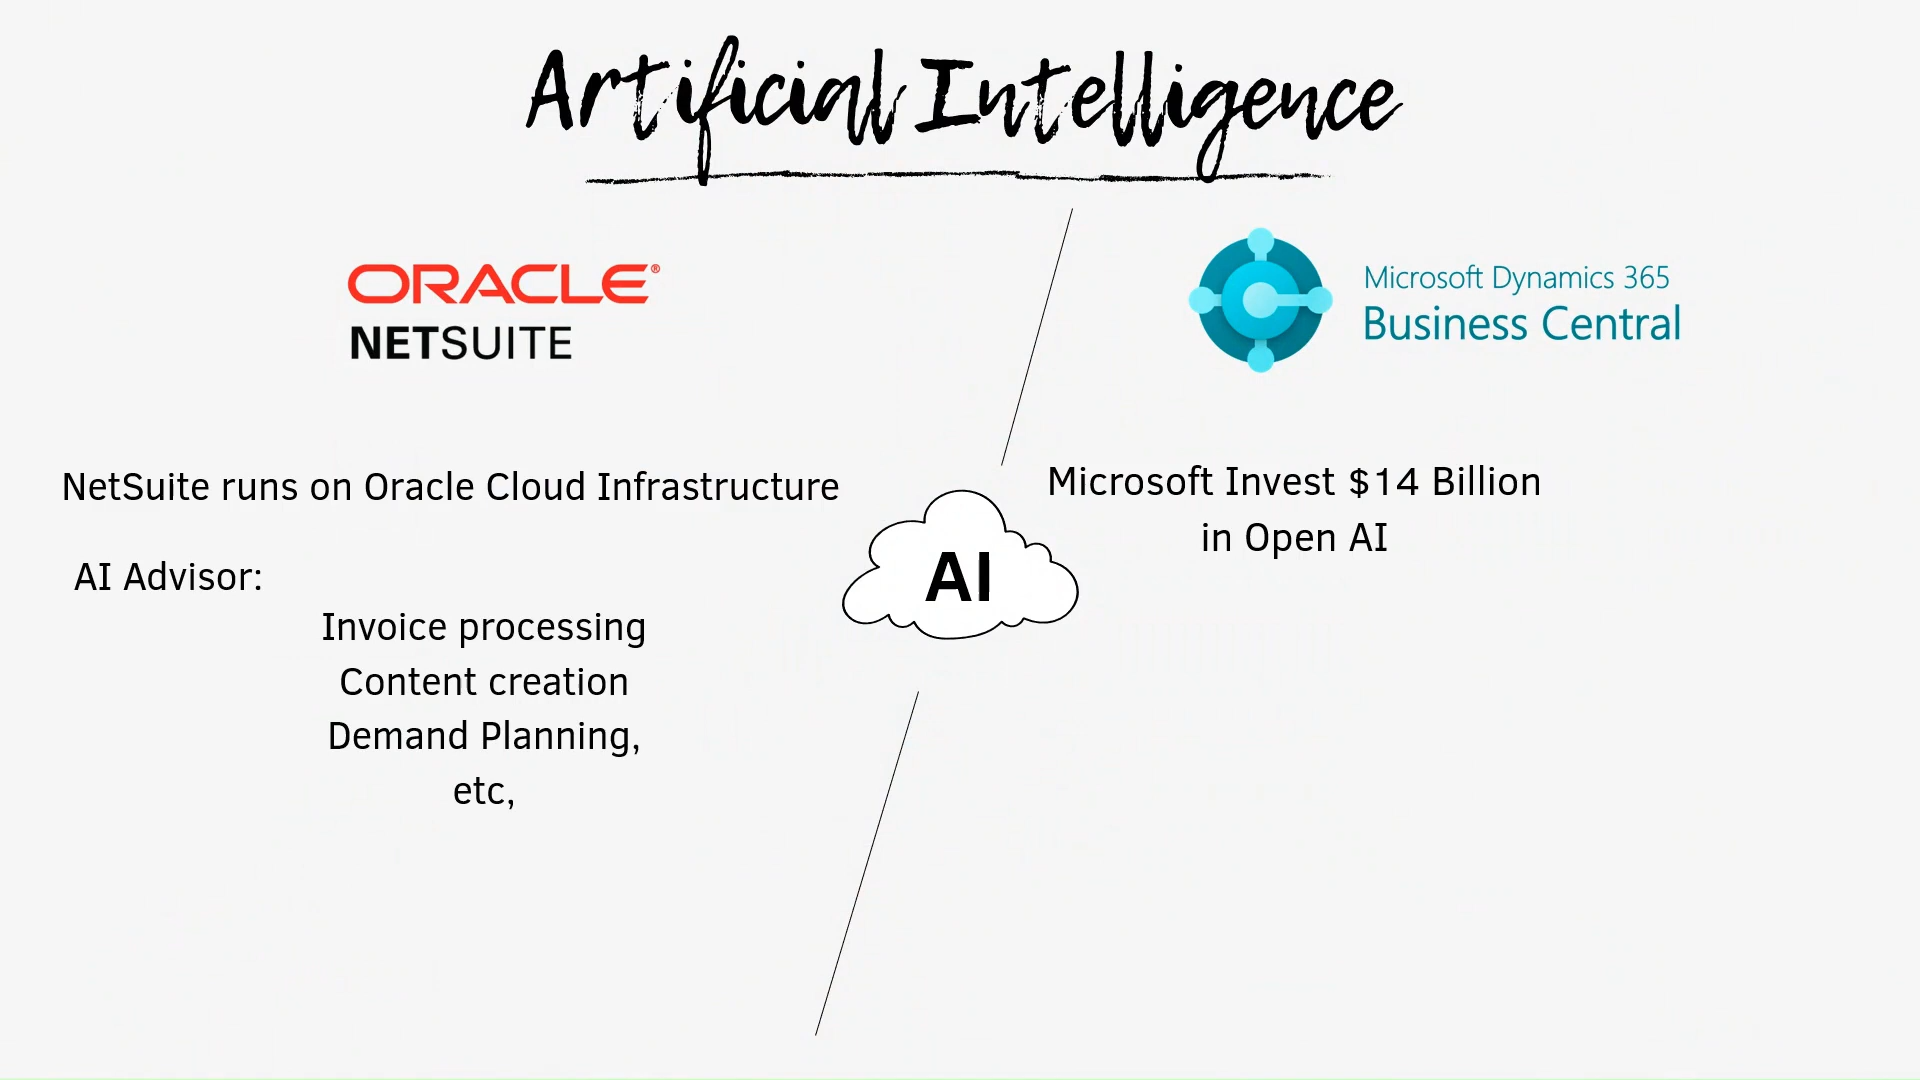 Artificial Intelligence
ORACLE®
NETSUITE
Microsoft Dynamics 365
Business Central
NetSuite runs on Oracle Cloud Infrastructure
AI Advisor:
Invoice processing
Content creation
Demand Planning,
etc,
AI
Microsoft Invest $14 Billion
in Open AI